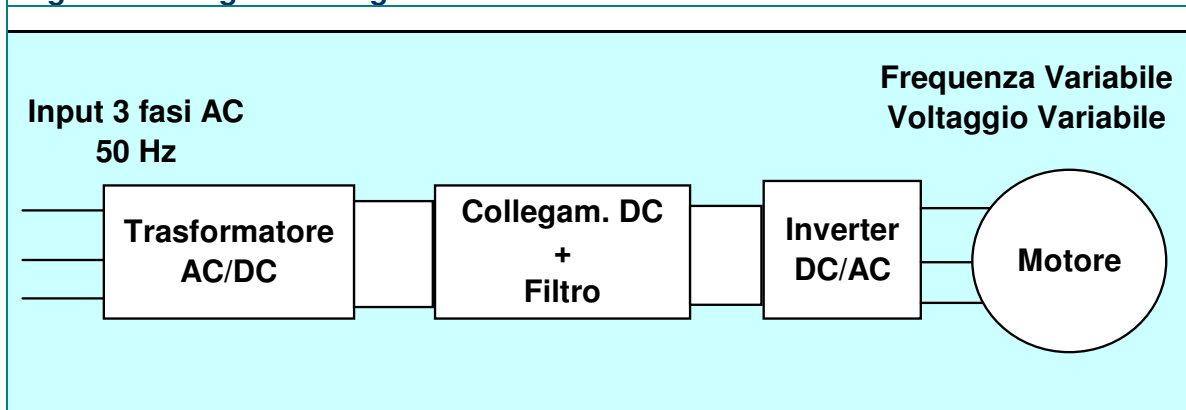 Input 3 fasi AC
50 Hz
Frequenza Variabile
Voltaggio Variabile
Trasformatore
AC/DC
Collegam. DC
+
Filtro
Inverter
DC/AC
Motore